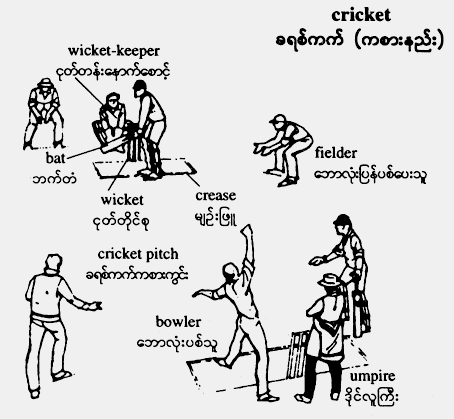 cricket
ခရစ်ကက် (ကစားနည်း)
wicket-keeper
ငုတ်တန်းနောက်စောင့်
bat
ဘက်တံ
wicket
ငုတ်တိုင်စု
crease
မျဉ်းဖြူ
fielder
ဘောလုံးပြန်ပစ်ပေးသူ
cricket pitch
ခရစ်ကက်ကစားကွင်း
bowler
ဘောလုံးပစ်သူ
umpire
ဒိုင်လူကြီး